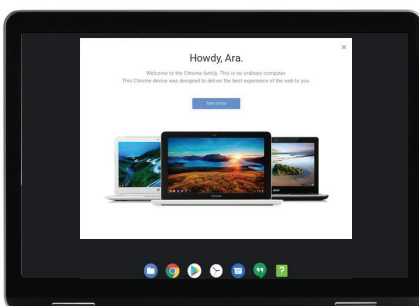 Howdy, Ara.
Welcome to the Chrome family. This is no ordinary computer.
This Chrome device was designed to deliver the best experience of the web to you.
Take a tour